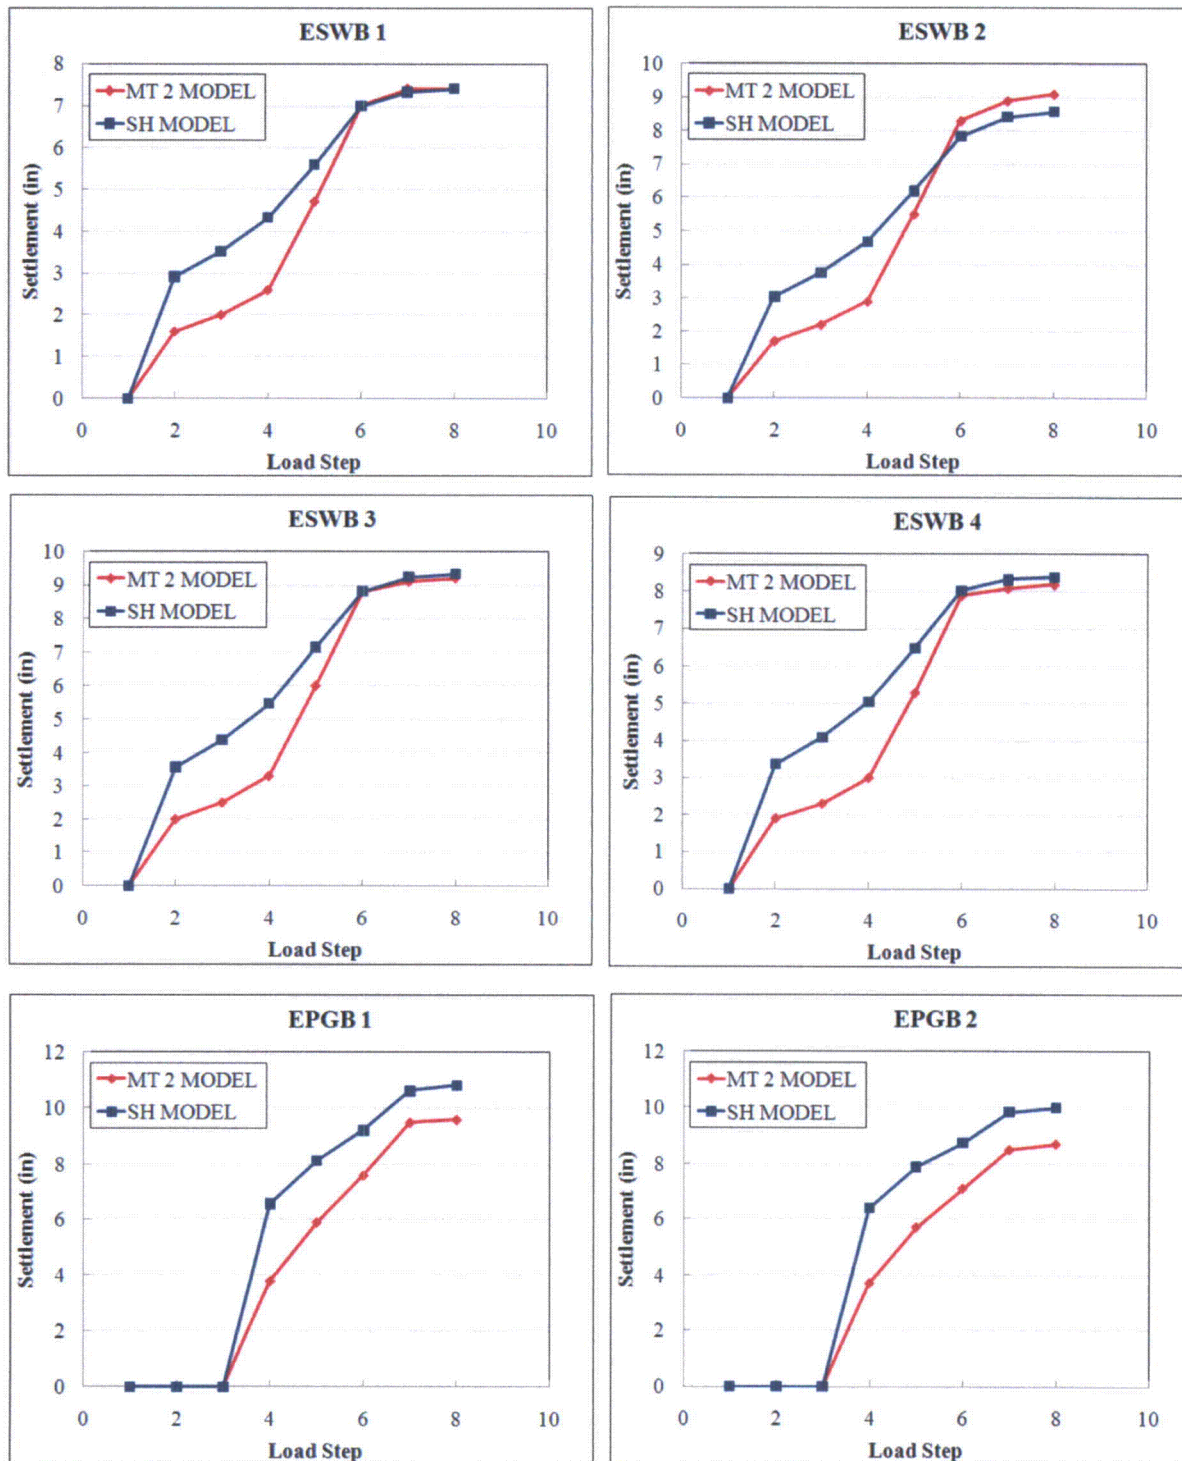 ESWB 1
8
7
6
5
4
3
2
1
0
MT 2 MODEL
SH MODEL
Settlement (in)
0 2 4 6 8 10
Load Step
ESWB 2
10
9
8
7
6
5
4
3
2
1
0
MT 2 MODEL
SH MODEL
Settlement (in)
0 2 4 6 8 10
Load Step
ESWB 3
10
9
8
7
6
5
4
3
2
1
0
MT 2 MODEL
SH MODEL
Settlement (in)
0 2 4 6 8 10
Load Step
ESWB 4
9
8
7
6
5
4
3
2
1
0
MT 2 MODEL
SH MODEL
Settlement (in)
0 2 4 6 8 10
Load Step
EPGB 1
12
10
8
6
4
2
0
MT 2 MODEL
SH MODEL
Settlement (in)
0 2 4 6 8 10
Load Step
EPGB 2
12
10
8
6
4
2
0
MT 2 MODEL
SH MODEL
Settlement (in)
0 2 4 6 8 10
Load Step